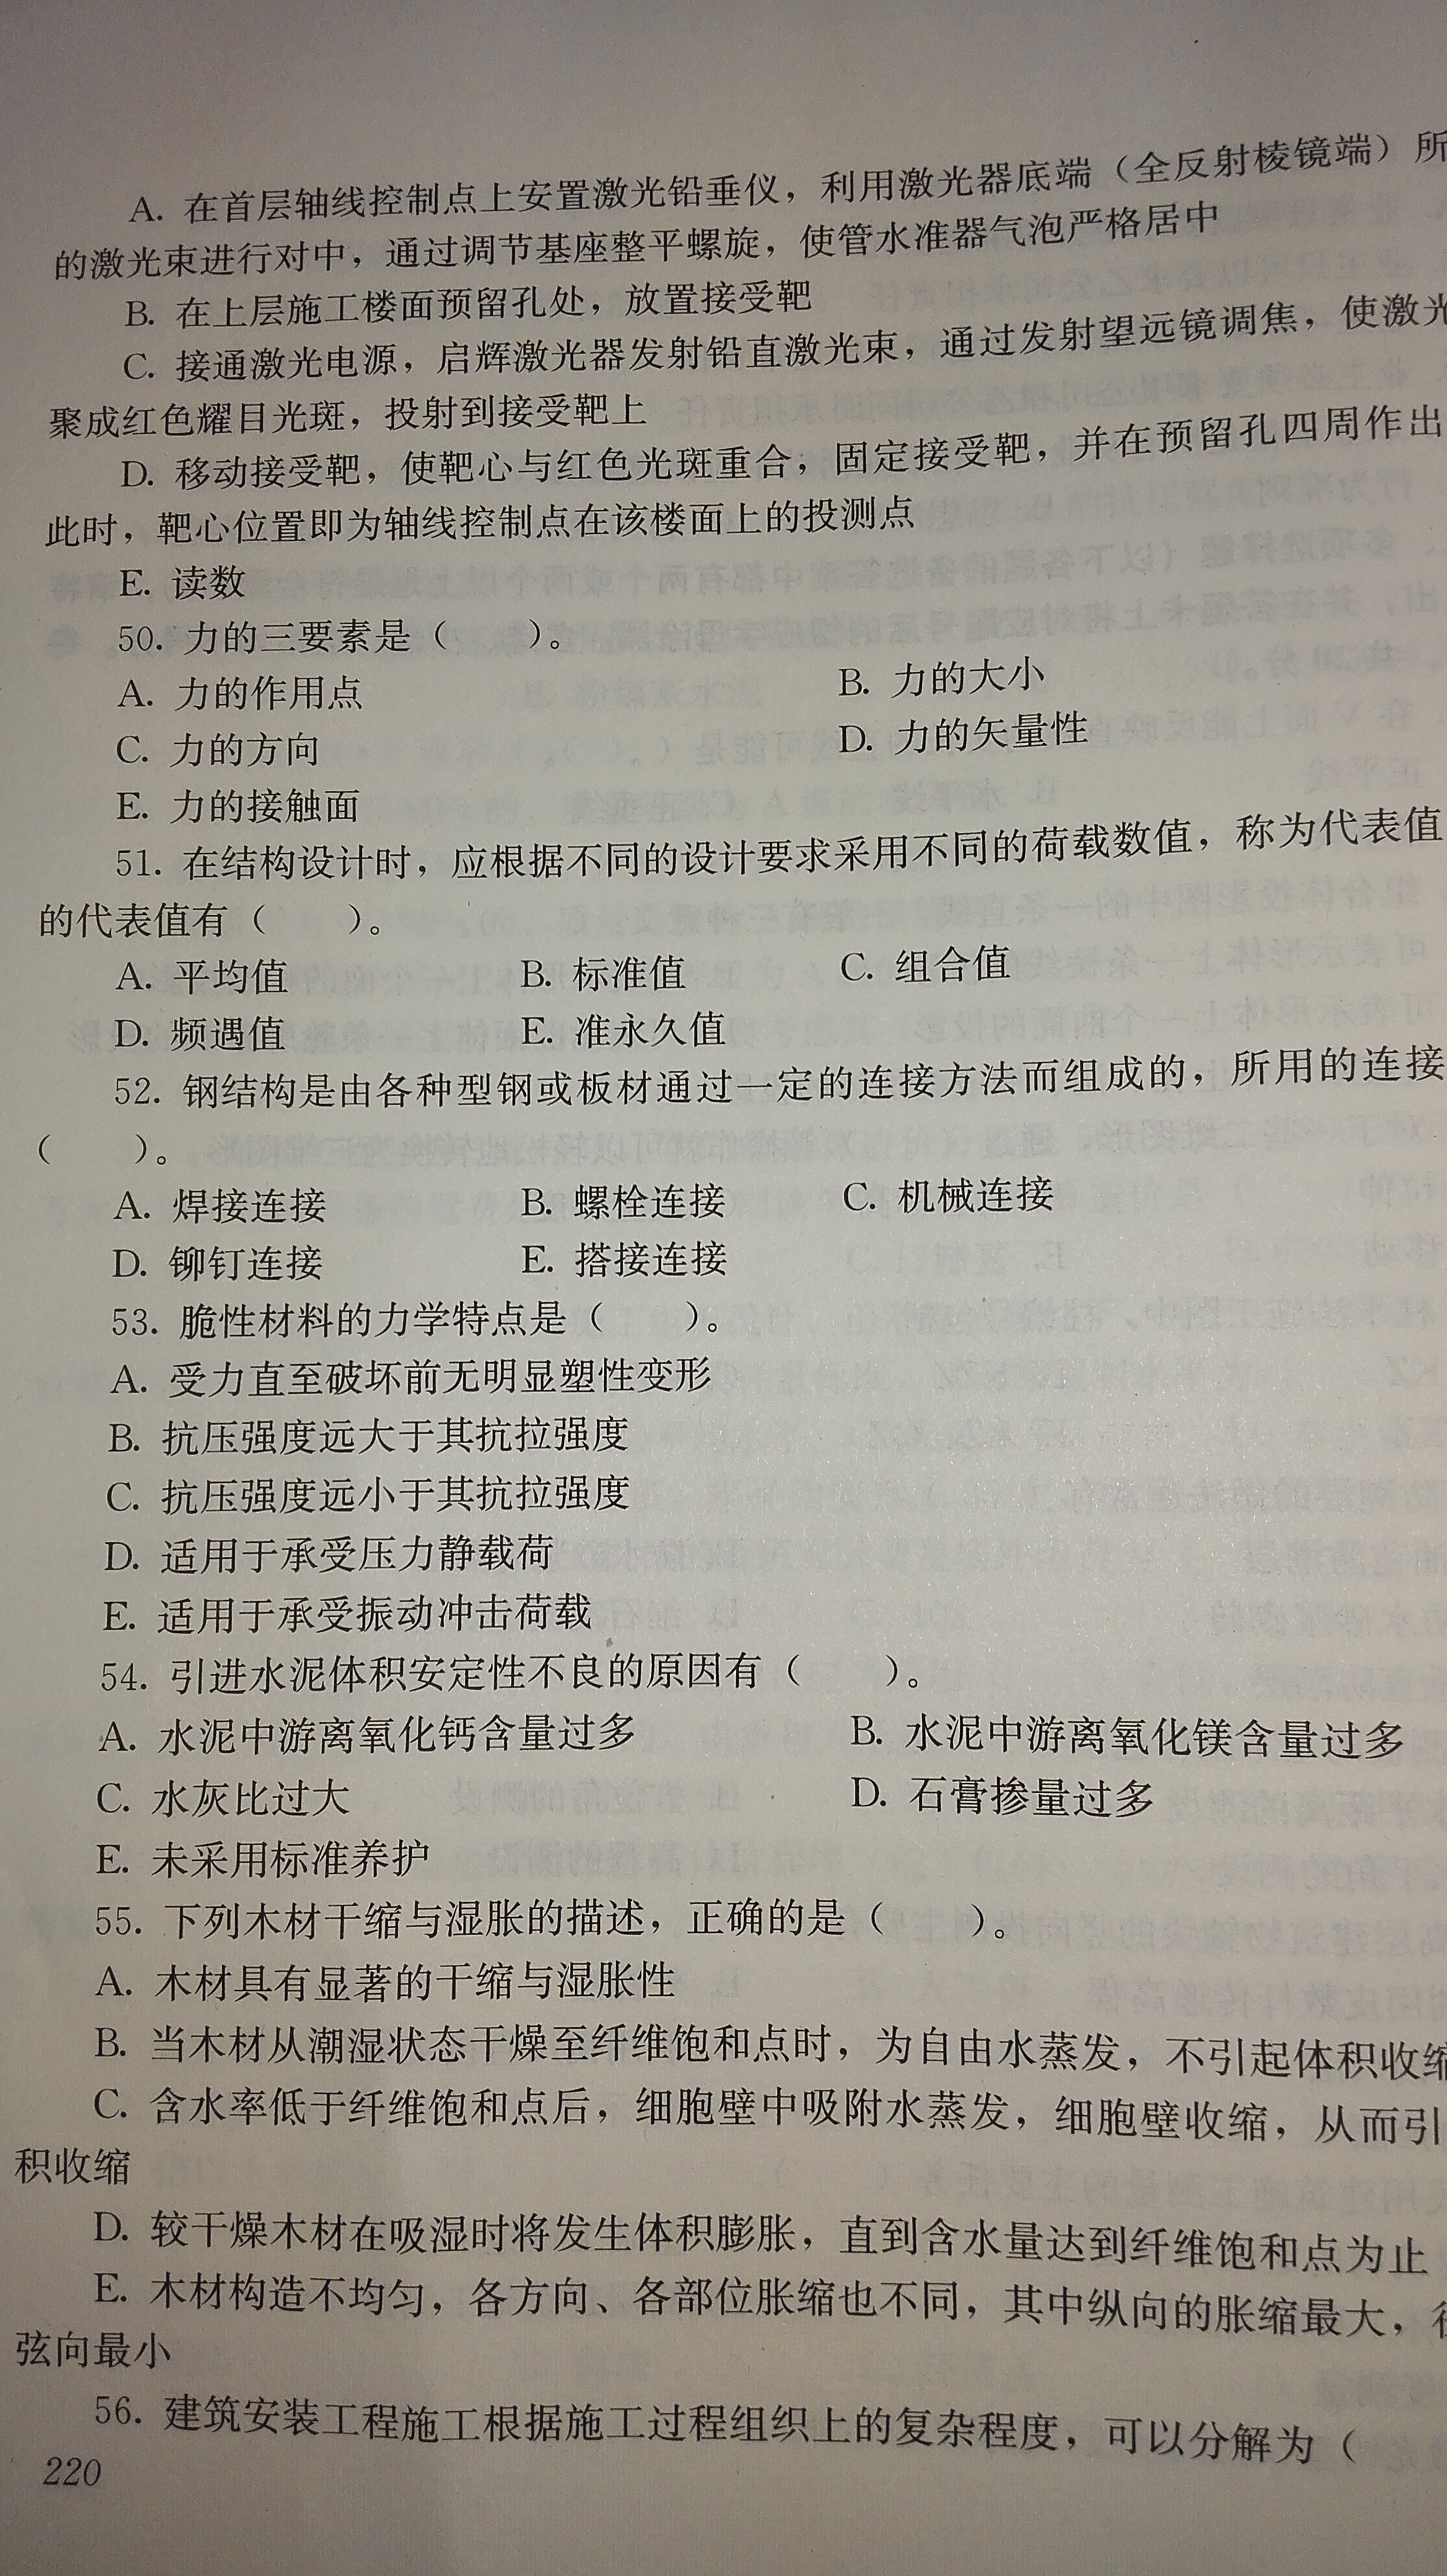 A. 在首层轴线控制点上安置激光铅垂仪，利用激光器底端（全反射棱镜端）所
的激光束进行对中，通过调节基座整平螺旋，使管水准器气泡严格居中
B. 在上层施工楼面预留孔处，放置接受靶
C. 接通激光电源，启辉激光器发射铅直激光束，通过发射望远镜调焦，使激光
聚成红色耀目光斑，投射到接受靶上
D. 移动接受靶，使靶心与红色光斑重合，固定接受靶，并在预留孔四周作出
此时，靶心位置即为轴线控制点在该楼面上的投测点
E. 读数
50. 力的三要素是（　　）。
A. 力的作用点　　B. 力的大小
C. 力的方向　　D. 力的矢量性
E. 力的接触面
51. 在结构设计时，应根据不同的设计要求采用不同的荷载数值，称为代表值
的代表值有（　　）。
A. 平均值　　B. 标准值　　C. 组合值
D. 频遇值　　E. 准永久值
52. 钢结构是由各种型钢或板材通过一定的连接方法而组成的，所用的连接
（　　）。
A. 焊接连接　　B. 螺栓连接　　C. 机械连接
D. 铆钉连接　　E. 搭接连接
53. 脆性材料的力学特点是（　　）。
A. 受力直至破坏前无明显塑性变形
B. 抗压强度远大于其抗拉强度
C. 抗压强度远小于其抗拉强度
D. 适用于承受压力静载荷
E. 适用于承受振动冲击荷载
54. 引进水泥体积安定性不良的原因有（　　）。
A. 水泥中游离氧化钙含量过多　　B. 水泥中游离氧化镁含量过多
C. 水灰比过大　　D. 石膏掺量过多
E. 未采用标准养护
55. 下列木材干缩与湿胀的描述，正确的是（　　）。
A. 木材具有显著的干缩与湿胀性
B. 当木材从潮湿状态干燥至纤维饱和点时，为自由水蒸发，不引起体积收缩
C. 含水率低于纤维饱和点后，细胞壁中吸附水蒸发，细胞壁收缩，从而引
积收缩
D. 较干燥木材在吸湿时将发生体积膨胀，直到含水量达到纤维饱和点为止
E. 木材构造不均匀，各方向、各部位胀缩也不同，其中纵向的胀缩最大，
弦向最小
56. 建筑安装工程施工根据施工过程组织上的复杂程度，可以分解为（
220